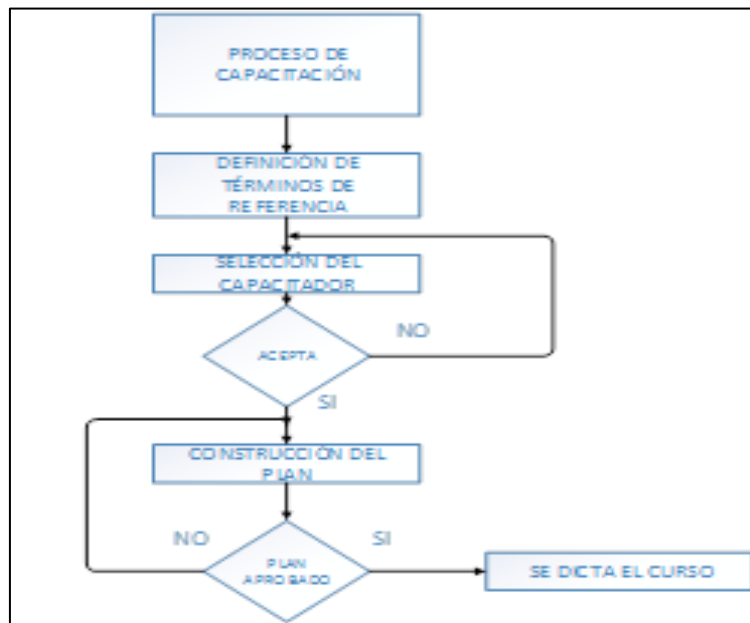 PROCESO DE
CAPACITACIÓN
DEFINICIÓN DE
TÉRMINOS DE
REFERENCIA
SELECCIÓN DEL
CAPACITADOR
ACEPTA
NO
SI
CONSTRUCCIÓN DEL
PLAN
NO
SI
PLAN
APROBADO
SE DICTA EL CURSO